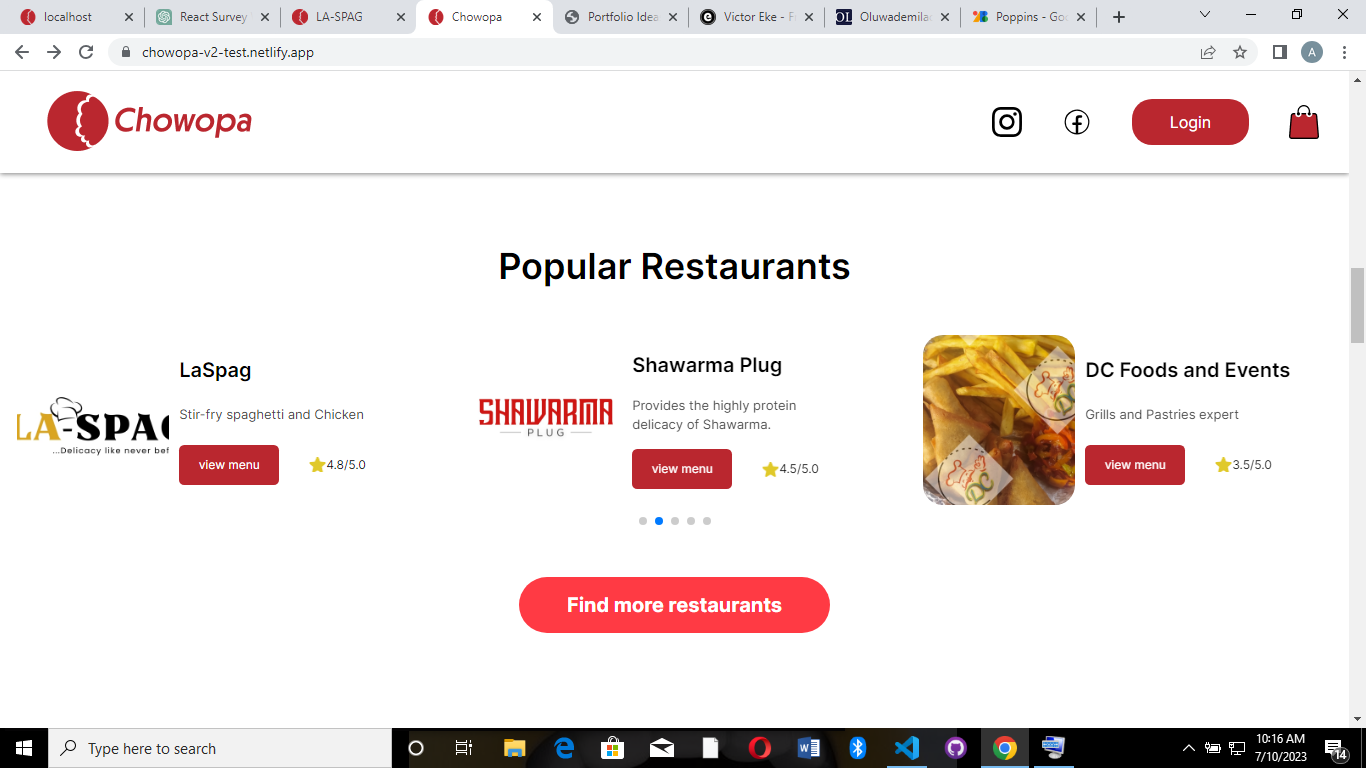 localhost
React Survey
LA-SPAG
Chowopa
Portfolio Idea
Victor Eke - F
Oluwademilac
Poppins - Goo
chowopa-v2-test.netlify.app
A
Chowopa
Login
Popular Restaurants
LaSpag
Stir-fry spaghetti and Chicken
view menu
4.8/5.0
LA-SPAG
...Delicacy like never bef
Shawarma Plug
Provides the highly protein
delicacy of Shawarma.
view menu
4.5/5.0
SHAWARMA
PLUG
DC Foods and Events
Grills and Pastries expert
view menu
3.5/5.0
DC
DC
Find more restaurants
Type here to search
10:16 AM
7/10/2023
14